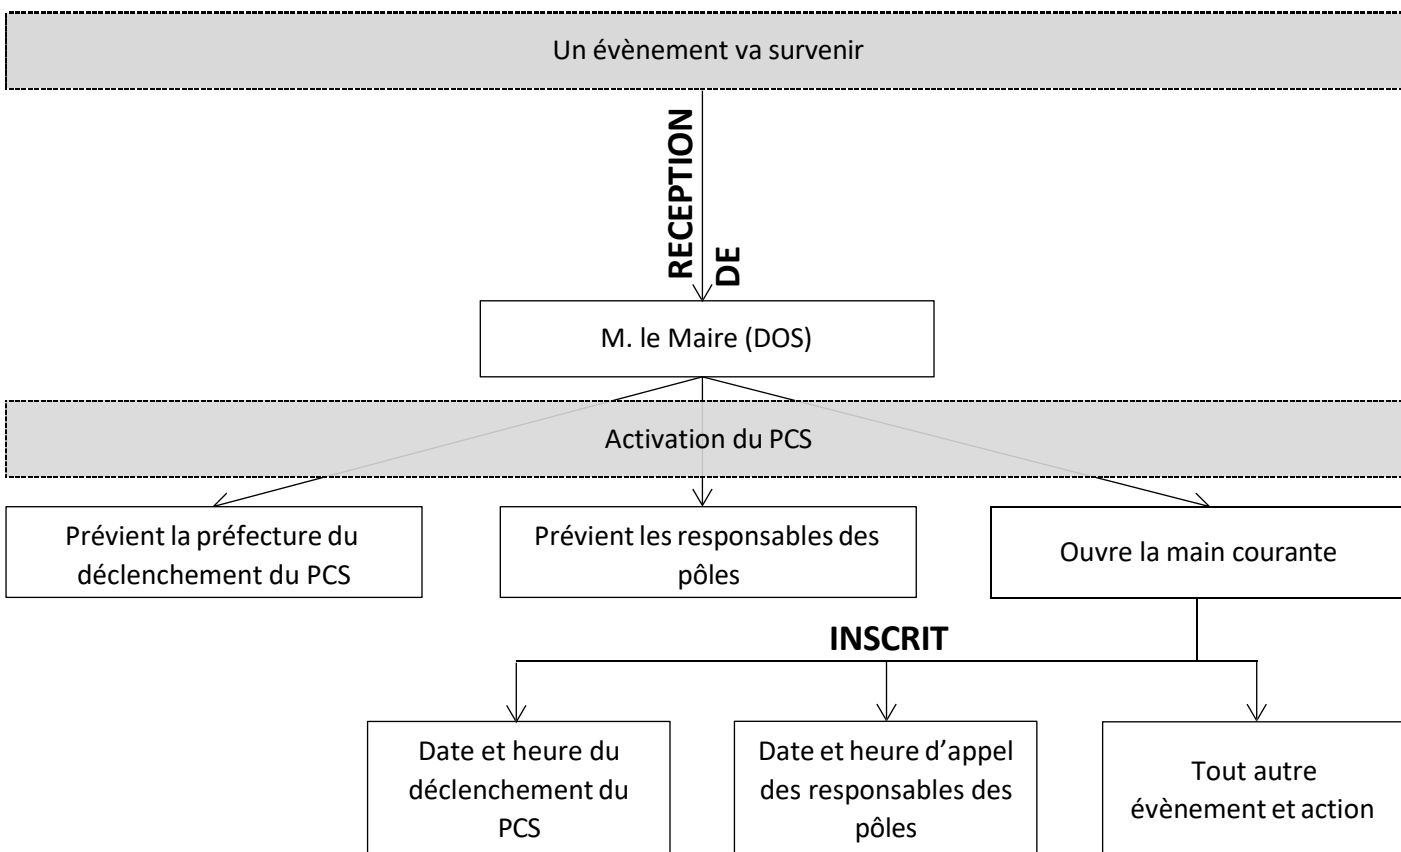 Un évènement va survenir
RECEPTION
DE
M. le Maire (DOS)
Activation du PCS
Prévient la préfecture du
déclenchement du PCS
Prévient les responsables des
pôles
Ouvre la main courante
INSCRIT
Date et heure du
déclenchement du
PCS
Date et heure d’appel
des responsables des
pôles
Tout autre
évènement et action